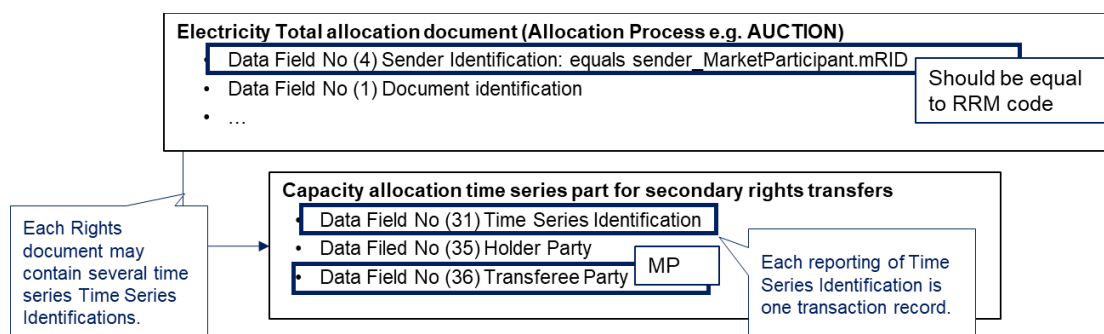 Electricity Total allocation document (Allocation Process e.g. AUCTION)
• Data Field No (4) Sender Identification: equals sender_MarketParticipant.mRID
Should be equal
to RRM code
• Data Field No (1) Document identification
• …
Capacity allocation time series part for secondary rights transfers
• Data Field No (31) Time Series Identification
• Data Filed No (35) Holder Party
• Data Field No (36) Transferee Party
MP
Each Rights
document may
contain several time
series Time Series
Identifications.
Each reporting of Time
Series Identification is
one transaction record.